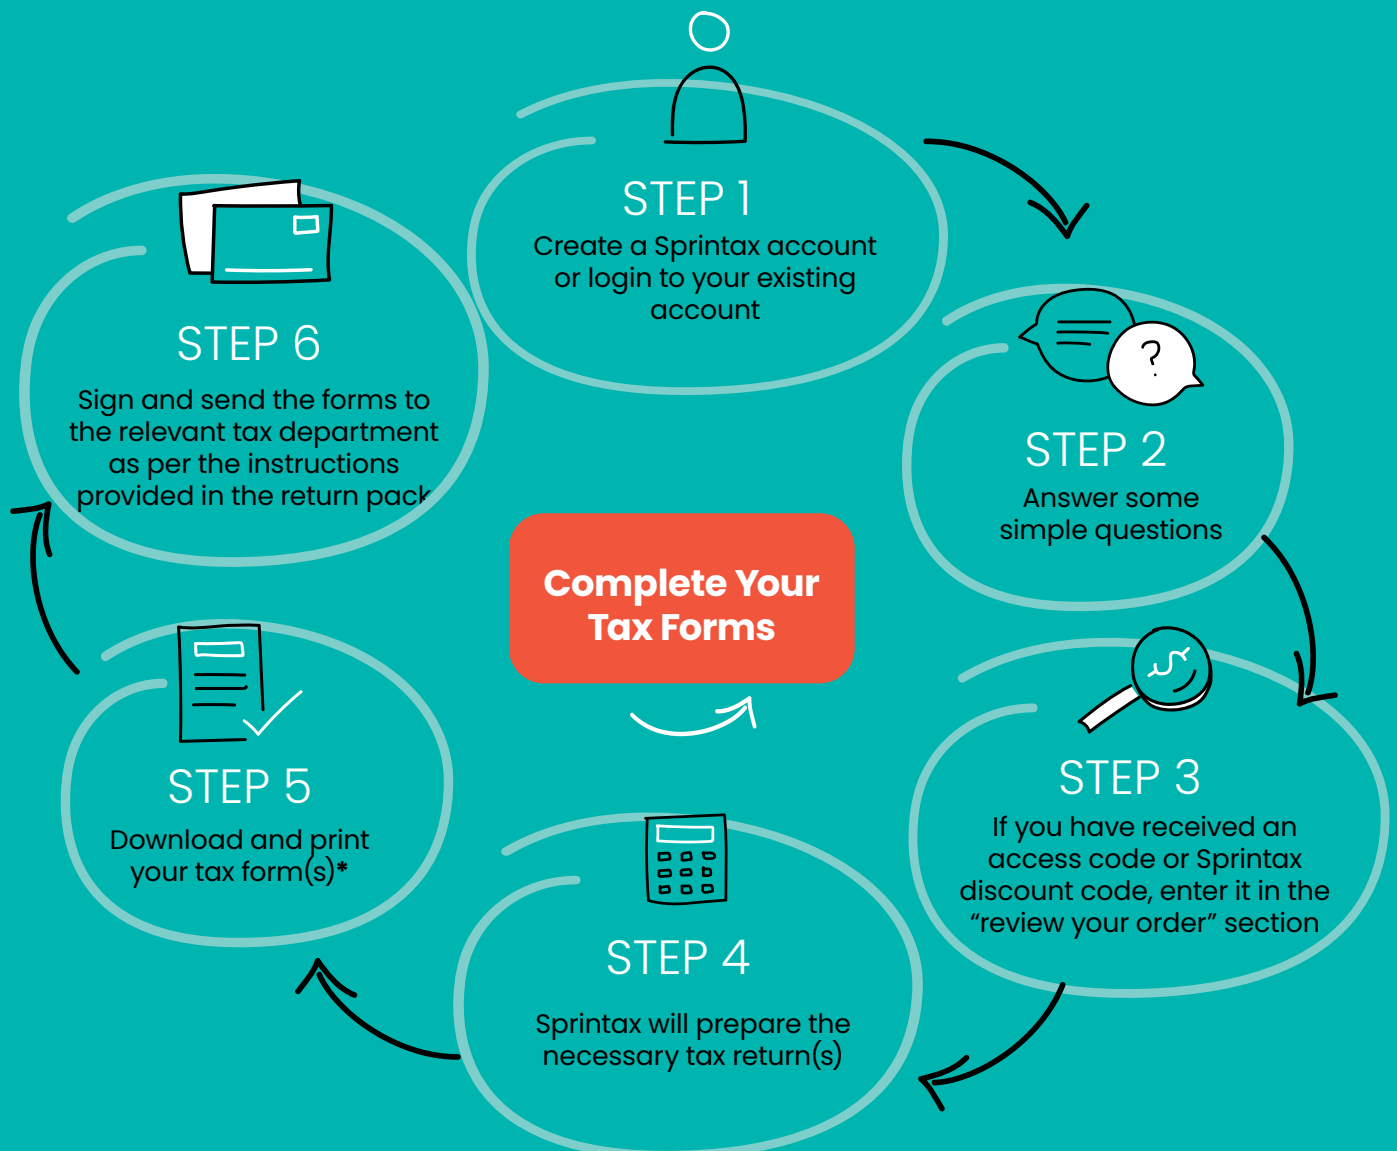 STEP 1
Create a Sprintax account
or login to your existing
account
?
STEP 2
Answer some
simple questions
STEP 3
If you have received an
access code or Sprintax
discount code, enter it in the
“review your order” section
STEP 4
Sprintax will prepare the
necessary tax return(s)
STEP 5
Download and print
your tax form(s)*
STEP 6
Sign and send the forms to
the relevant tax department
as per the instructions
provided in the return pack
Complete Your
Tax Forms